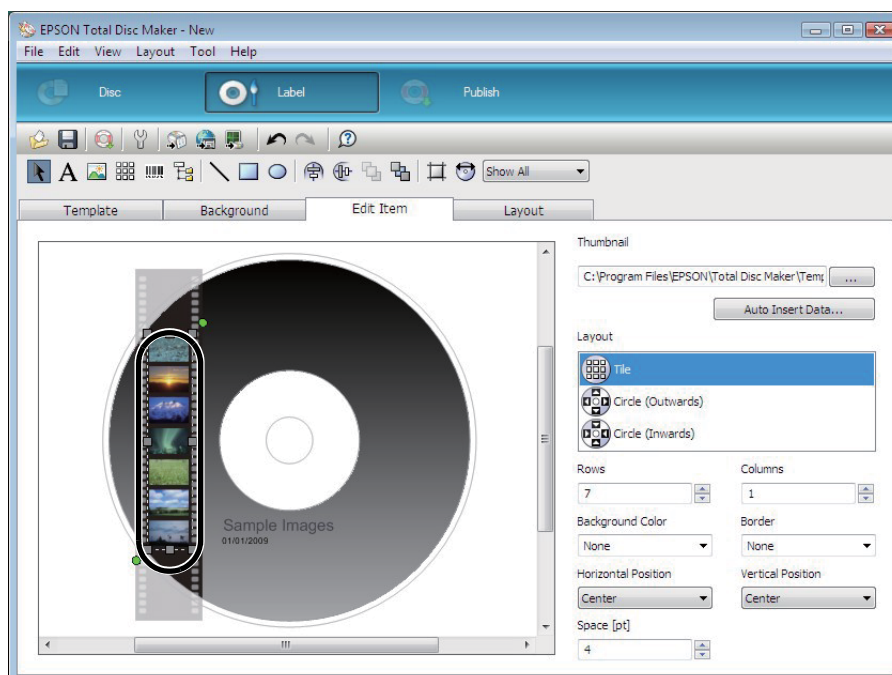 EPSON Total Disc Maker - New
File Edit View Layout Tool Help
Disc Label Publish
A Show All
Template Background Edit Item Layout
Thumbnail
C:\Program Files\EPSON\Total Disc Maker\Temp ...
Auto Insert Data...
Layout
Tile
Circle (Outwards)
Circle (Inwards)
Rows Columns
7 1
Background Color Border
None None
Horizontal Position Vertical Position
Center Center
Space [pt]
4
Sample Images
01/01/2009